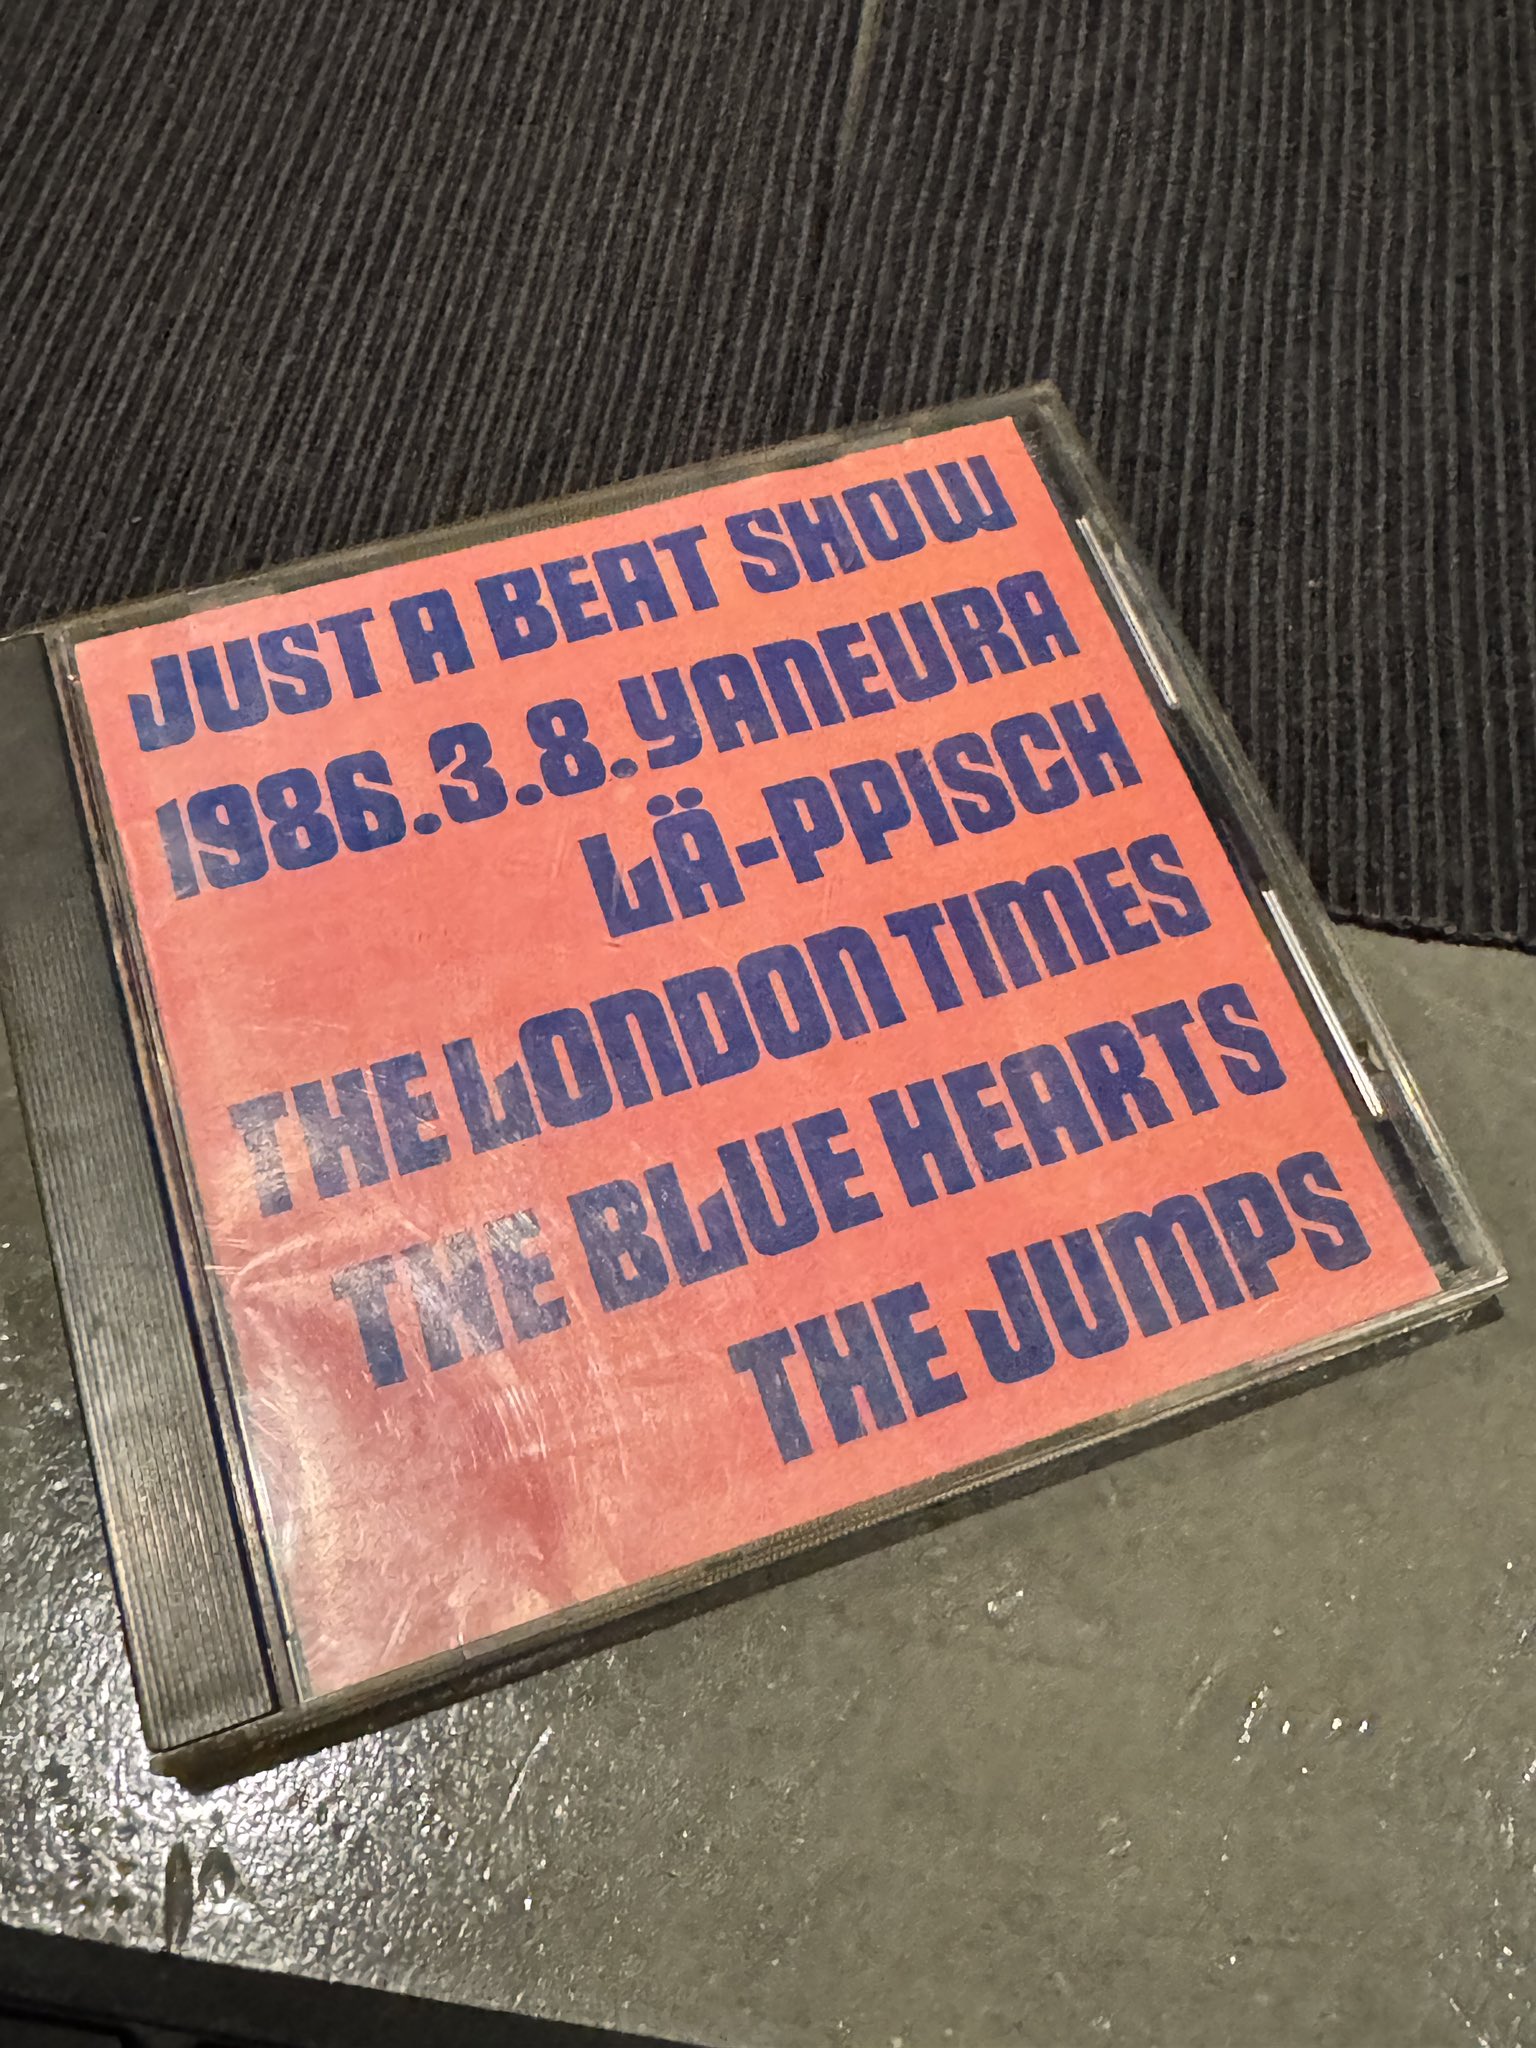 JUST A BEAT SHOW
1986.3.8.YANEURA
LÄ-PPISCH
THE LONDON TIMES
THE BLUE HEARTS
THE JUMPS